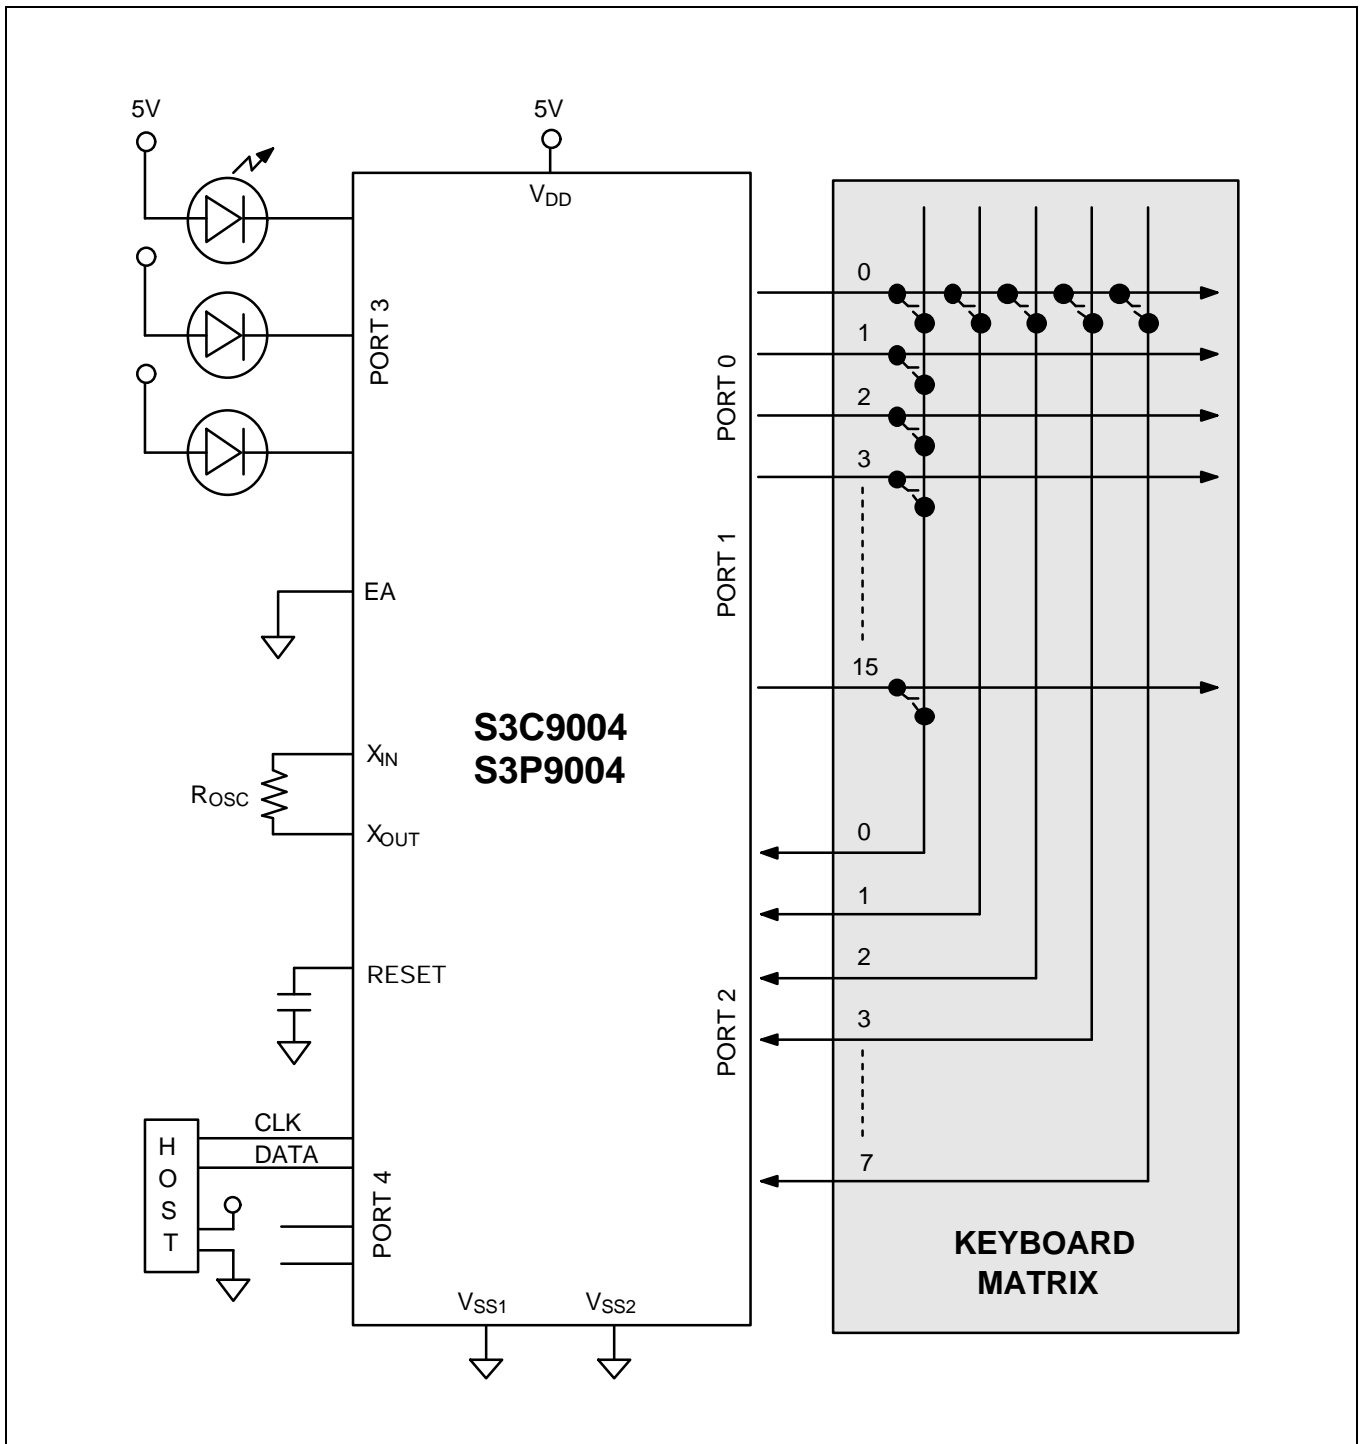 5V
5V
VDD
PORT 3
EA
XIN
ROSC
XOUT
RESET
CLK
DATA
HOST
PORT 4
VSS1
VSS2
S3C9004
S3P9004
PORT 0
PORT 1
PORT 2
0
1
2
3
15
0
1
2
3
7
KEYBOARD
MATRIX